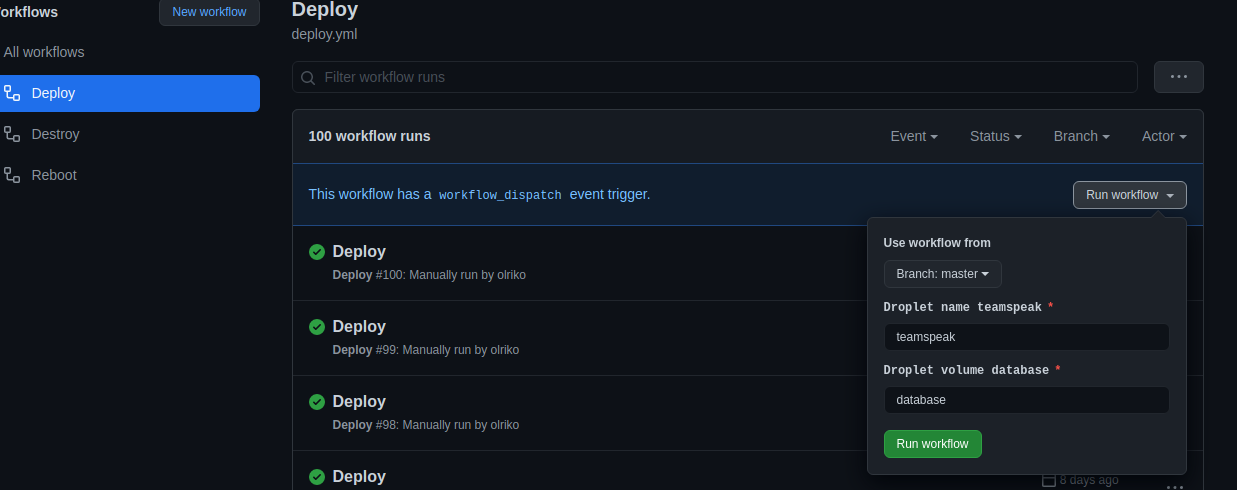 orkflows
New workflow
All workflows
Deploy
Destroy
Reboot
Deploy
deploy.yml
Filter workflow runs
100 workflow runs
Event
Status
Branch
Actor
This workflow has a workflow_dispatch event trigger.
Run workflow
Use workflow from
Branch: master
Droplet name teamspeak *
teamspeak
Droplet volume database *
database
Run workflow
Deploy
Deploy #100: Manually run by olriko
Deploy
Deploy #99: Manually run by olriko
Deploy
Deploy #98: Manually run by olriko
Deploy
8 days ago